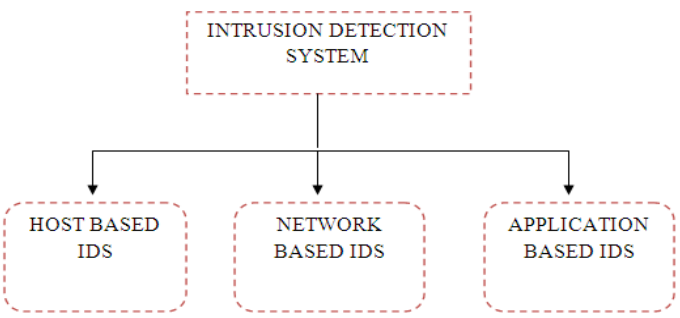 INTRUSION DETECTION
SYSTEM
HOST BASED
IDS
NETWORK
BASED IDS
APPLICATION
BASED IDS